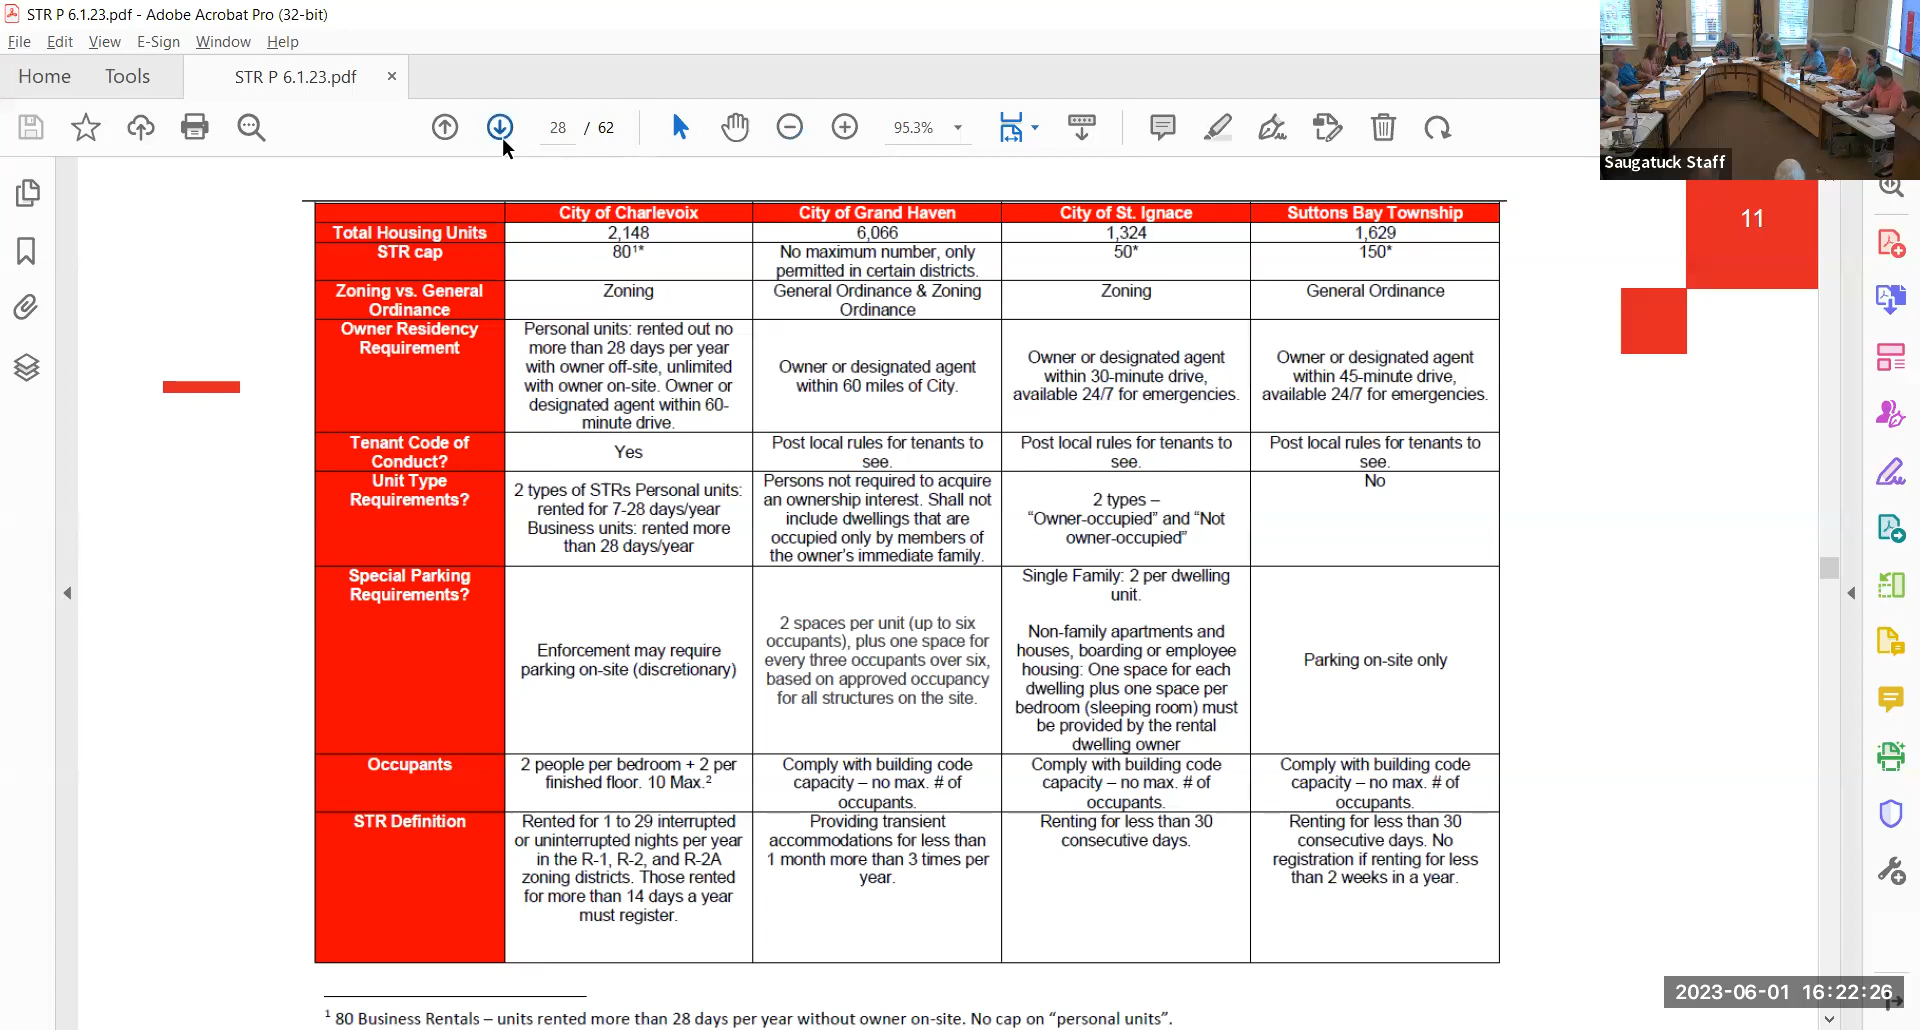 STR P 6.1.23.pdf - Adobe Acrobat Pro (32-bit)
File Edit View E-Sign Window Help
Home Tools STR P 6.1.23.pdf ×
28 / 62 95.3%
Saugatuck Staff
11
City of Charlevoix City of Grand Haven City of St. Ignace Suttons Bay Township
Total Housing Units 2,148 6,066 1,324 1,629
STR cap
80¹*
No maximum number, only
permitted in certain districts.
50*
150*
Zoning vs. General
Ordinance
Zoning
General Ordinance & Zoning
Ordinance
Zoning
General Ordinance
Owner Residency
Requirement
Personal units: rented out no
more than 28 days per year
with owner off-site, unlimited
with owner on-site. Owner or
designated agent within 60-
minute drive.
Owner or designated agent
within 60 miles of City.
Owner or designated agent
within 30-minute drive,
available 24/7 for emergencies.
Owner or designated agent
within 45-minute drive,
available 24/7 for emergencies.
Tenant Code of
Conduct?
Yes
Post local rules for tenants to
see.
Post local rules for tenants to
see.
Post local rules for tenants to
see.
Unit Type
Requirements?
2 types of STRs Personal units:
rented for 7-28 days/year
Business units: rented more
than 28 days/year
Persons not required to acquire
an ownership interest. Shall not
include dwellings that are
occupied only by members of
the owner's immediate family.
2 types –
“Owner-occupied” and “Not
owner-occupied”
No
Special Parking
Requirements?
Enforcement may require
parking on-site (discretionary)
2 spaces per unit (up to six
occupants), plus one space for
every three occupants over six,
based on approved occupancy
for all structures on the site.
Single Family: 2 per dwelling
unit.
Non-family apartments and
houses, boarding or employee
housing: One space for each
dwelling plus one space per
bedroom (sleeping room) must
be provided by the rental
dwelling owner
Parking on-site only
Occupants
2 people per bedroom + 2 per
finished floor. 10 Max.²
Comply with building code
capacity – no max. # of
occupants.
Comply with building code
capacity – no max. # of
occupants.
Comply with building code
capacity – no max. # of
occupants.
STR Definition
Rented for 1 to 29 interrupted
or uninterrupted nights per year
in the R-1, R-2, and R-2A
zoning districts. Those rented
for more than 14 days a year
must register.
Providing transient
accommodations for less than
1 month more than 3 times per
year.
Renting for less than 30
consecutive days.
Renting for less than 30
consecutive days. No
registration if renting for less
than 2 weeks in a year.
¹ 80 Business Rentals – units rented more than 28 days per year without owner on-site. No cap on “personal units”.
2023-06-01 16:22:26